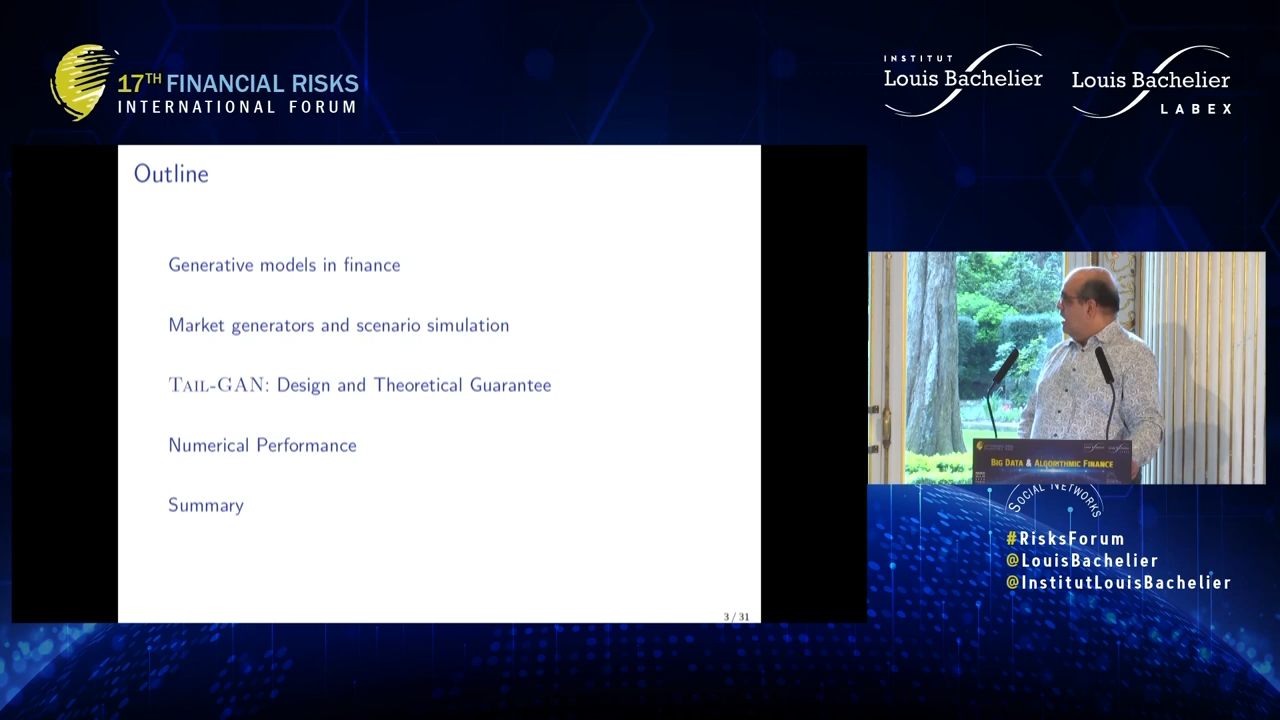 17TH FINANCIAL RISKS
INTERNATIONAL FORUM
INSTITUT
Louis Bachelier
Louis Bachelier
LABEX
Outline
Generative models in finance
Market generators and scenario simulation
TAIL-GAN: Design and Theoretical Guarantee
Numerical Performance
Summary
3 / 31
BIG DATA & ALGORITHMIC FINANCE
SOCIAL NETWORKS
#RisksForum
@LouisBachelier
@InstitutLouisBachelier